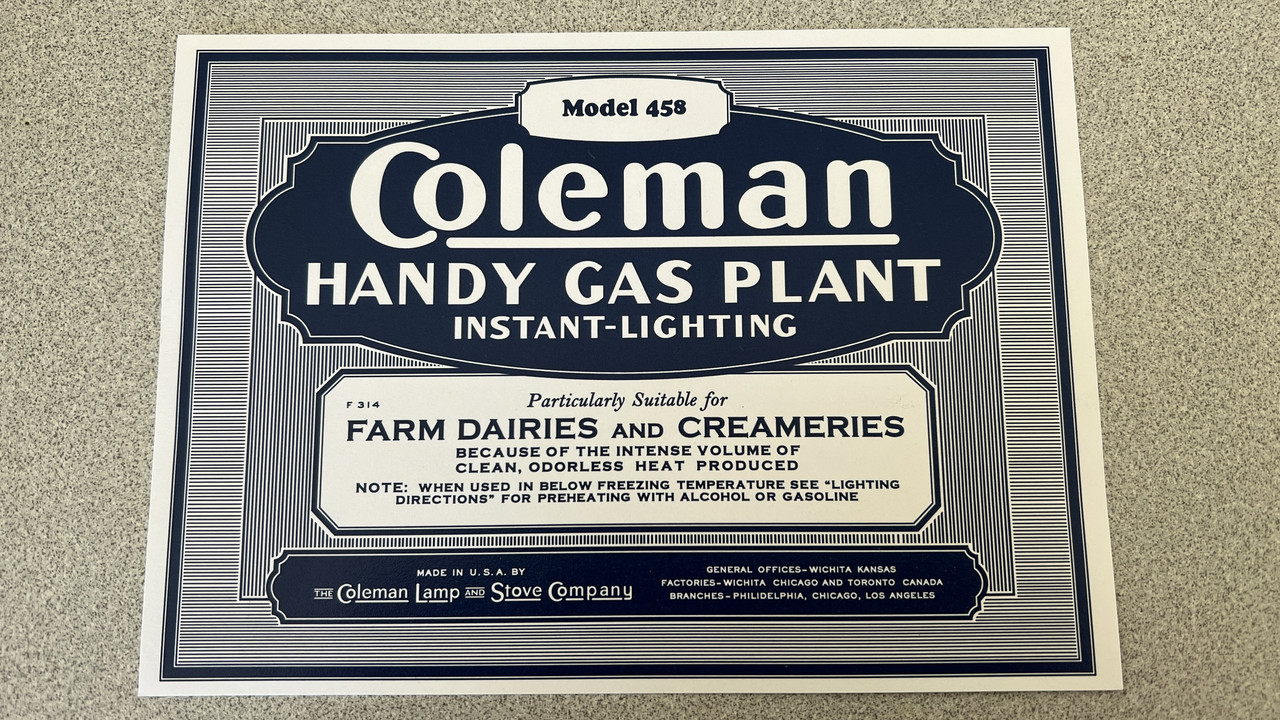 Model 458
Coleman
HANDY GAS PLANT
INSTANT-LIGHTING
F 314
Particularly Suitable for
FARM DAIRIES AND CREAMERIES
BECAUSE OF THE INTENSE VOLUME OF
CLEAN, ODORLESS HEAT PRODUCED
NOTE: WHEN USED IN BELOW FREEZING TEMPERATURE SEE "LIGHTING
DIRECTIONS" FOR PREHEATING WITH ALCOHOL OR GASOLINE
MADE IN U.S.A. BY
THE Coleman Lamp AND Stove Company
GENERAL OFFICES-WICHITA KANSAS
FACTORIES-WICHITA CHICAGO AND TORONTO CANADA
BRANCHES-PHILIDELPHIA, CHICAGO, LOS ANGELES